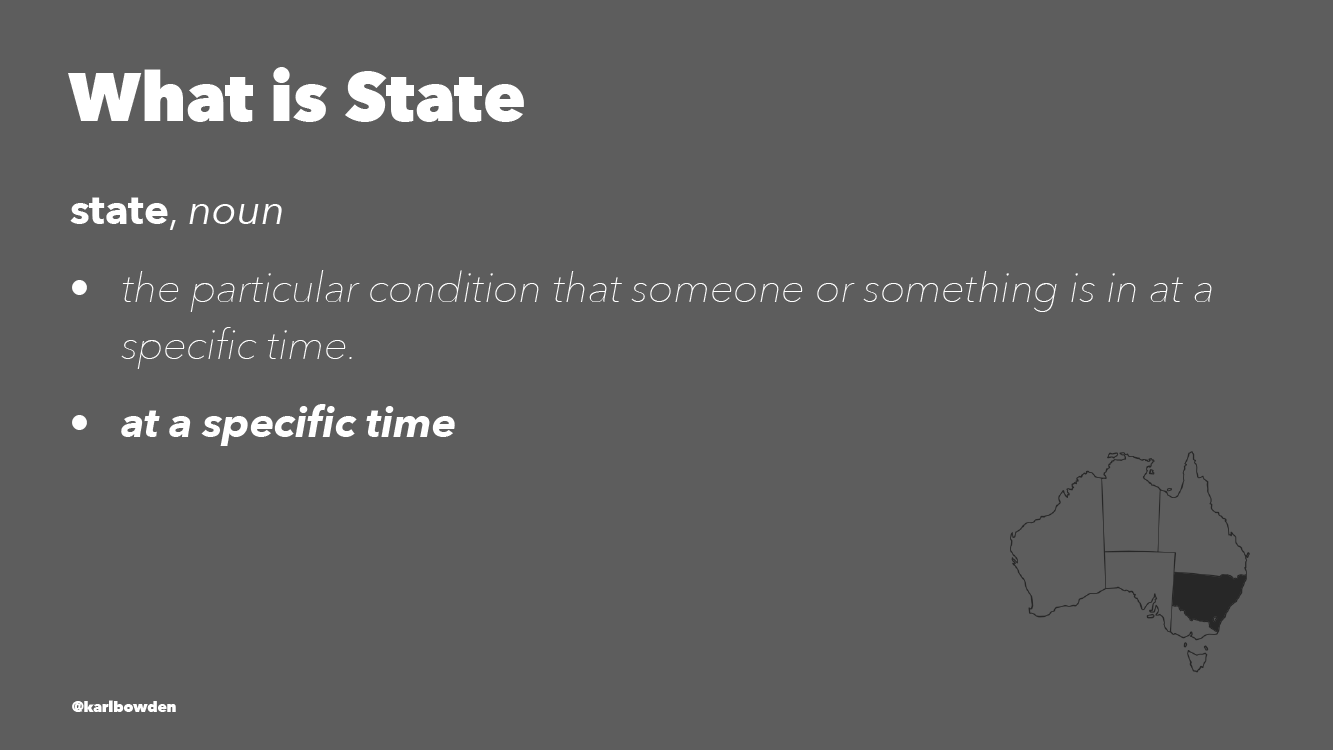 What is State
state, noun
• the particular condition that someone or something is in at a
specific time.
• at a specific time
@karlbowden